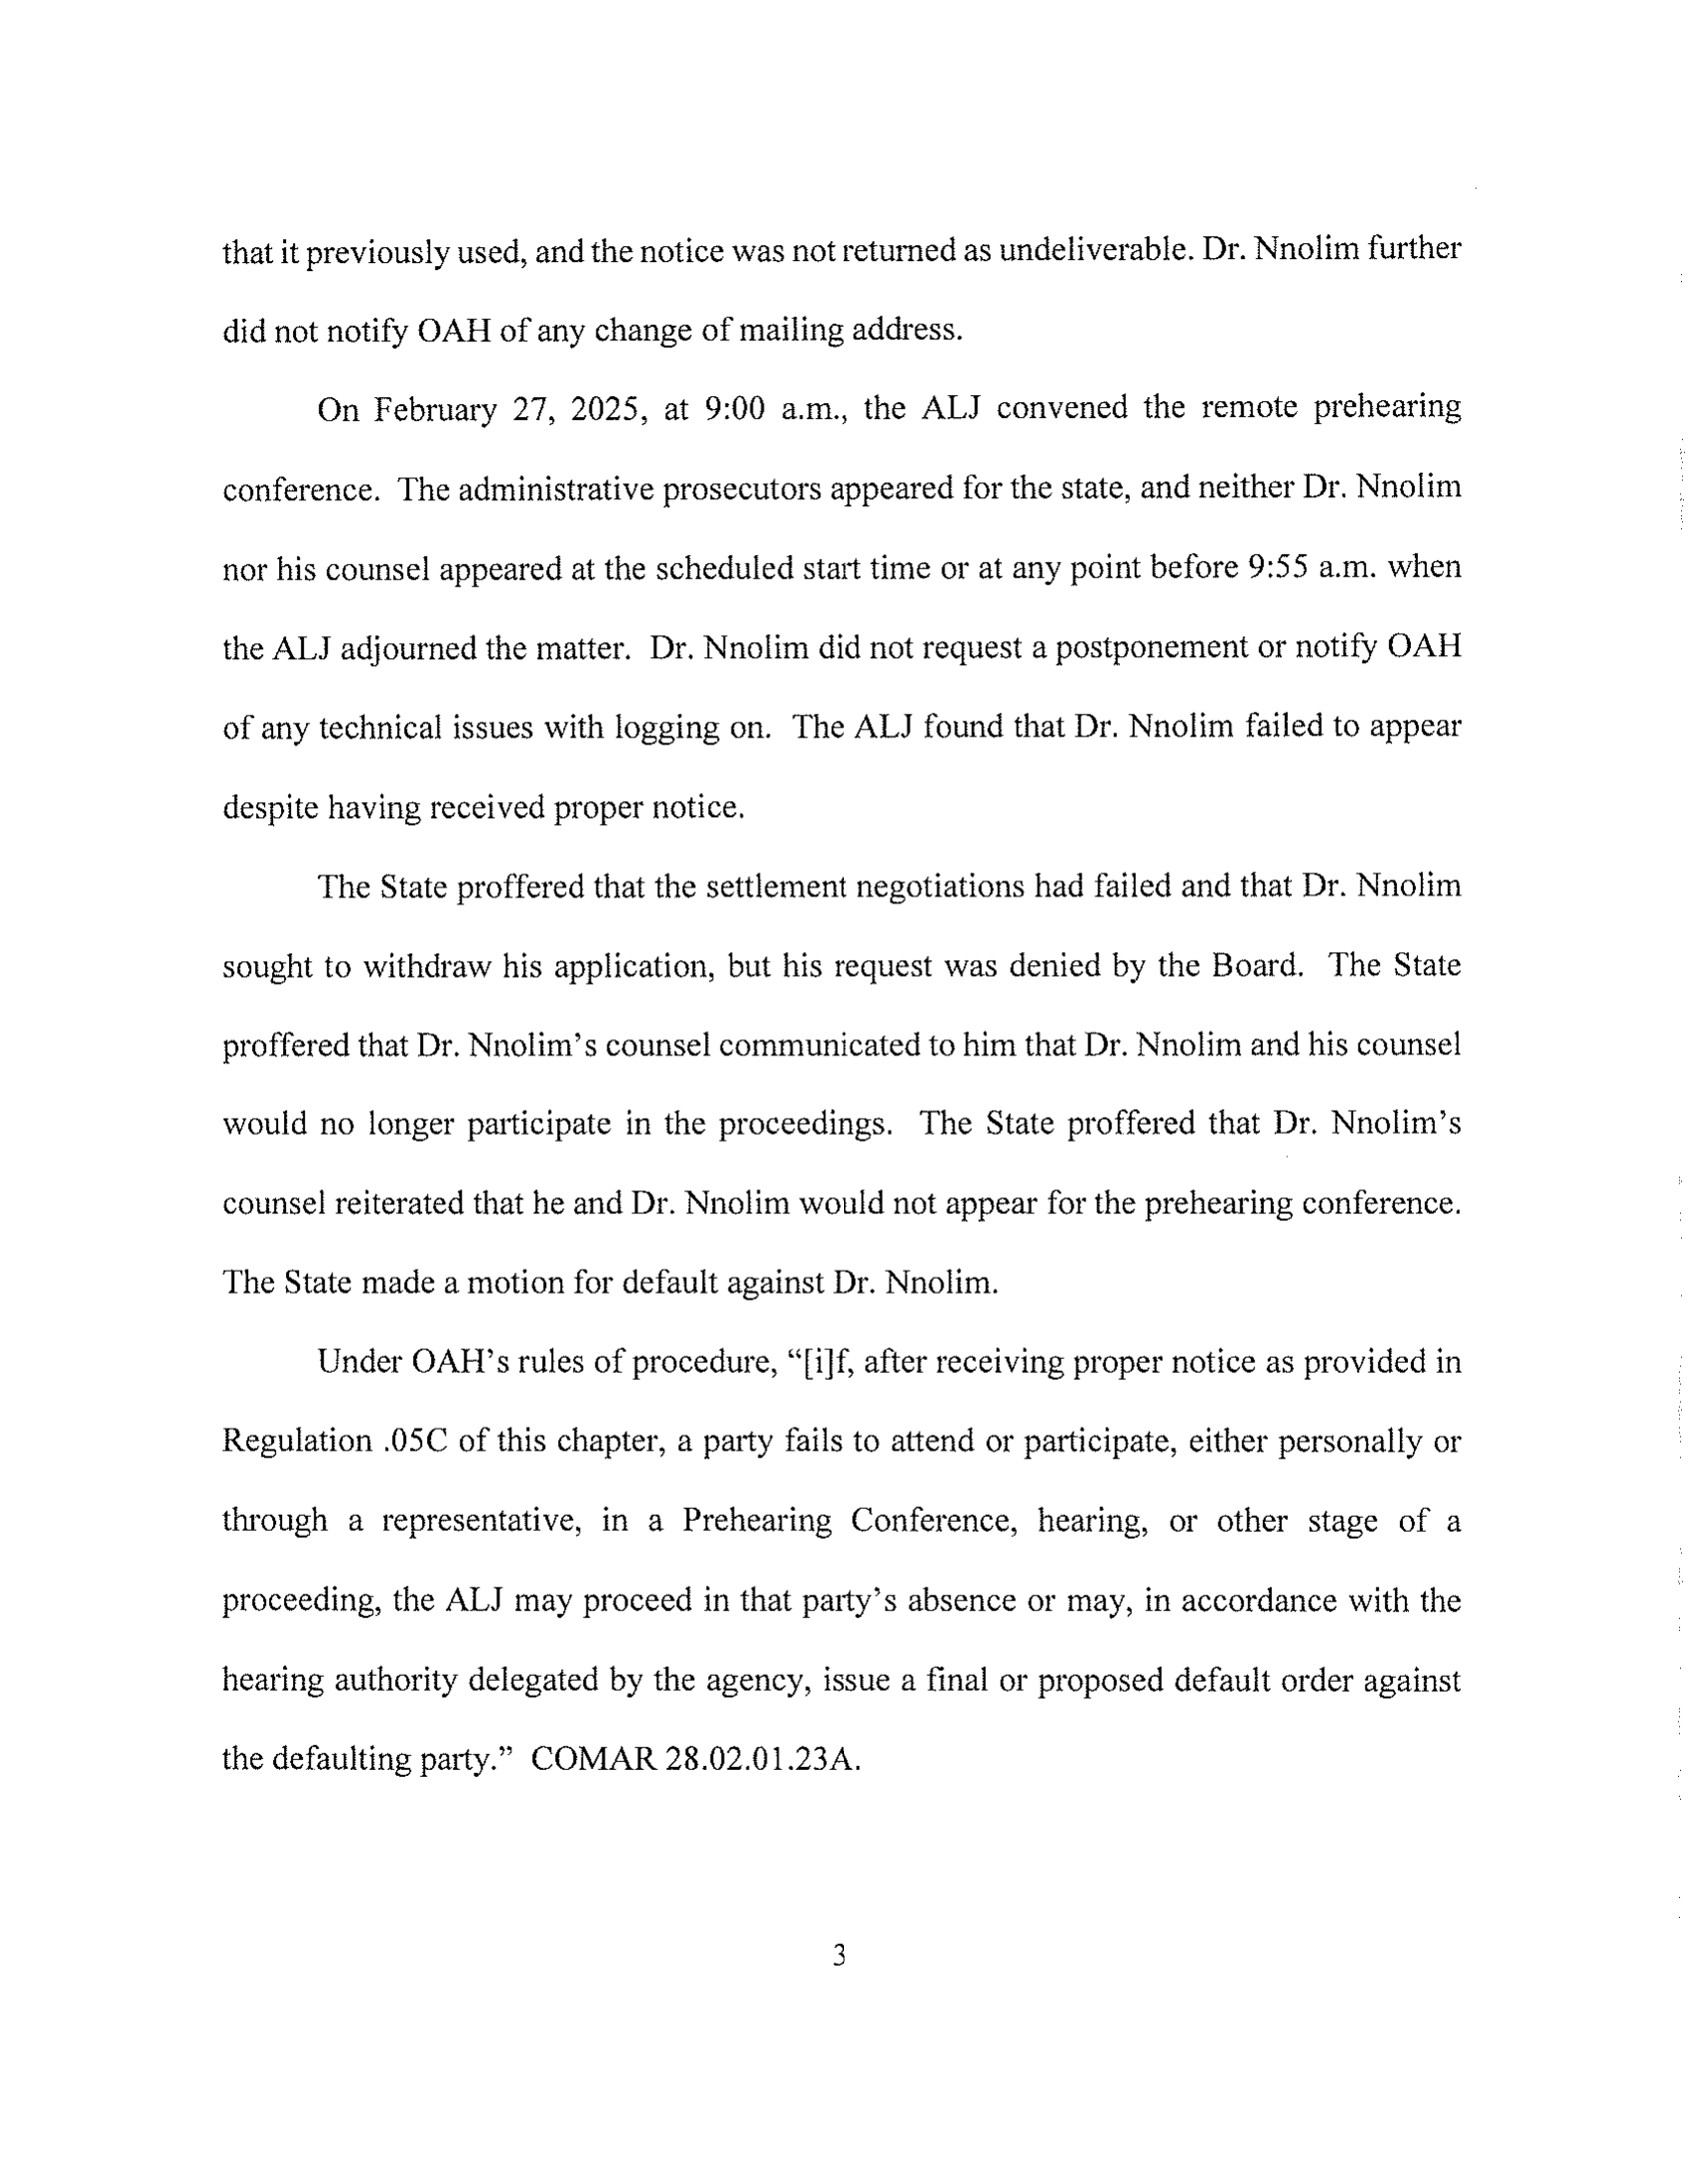 that it previously used, and the notice was not returned as undeliverable. Dr. Nnolim further
did not notify OAH of any change of mailing address.
On February 27, 2025, at 9:00 a.m., the ALJ convened the remote prehearing
conference. The administrative prosecutors appeared for the state, and neither Dr. Nnolim
nor his counsel appeared at the scheduled start time or at any point before 9:55 a.m. when
the ALJ adjourned the matter. Dr. Nnolim did not request a postponement or notify OAH
of any technical issues with logging on. The ALJ found that Dr. Nnolim failed to appear
despite having received proper notice.
The State proffered that the settlement negotiations had failed and that Dr. Nnolim
sought to withdraw his application, but his request was denied by the Board. The State
proffered that Dr. Nnolim’s counsel communicated to him that Dr. Nnolim and his counsel
would no longer participate in the proceedings. The State proffered that Dr. Nnolim’s
counsel reiterated that he and Dr. Nnolim would not appear for the prehearing conference.
The State made a motion for default against Dr. Nnolim.
Under OAH’s rules of procedure, “[i]f, after receiving proper notice as provided in
Regulation .05C of this chapter, a party fails to attend or participate, either personally or
through a representative, in a Prehearing Conference, hearing, or other stage of a
proceeding, the ALJ may proceed in that party’s absence or may, in accordance with the
hearing authority delegated by the agency, issue a final or proposed default order against
the defaulting party.” COMAR 28.02.01.23A.
3